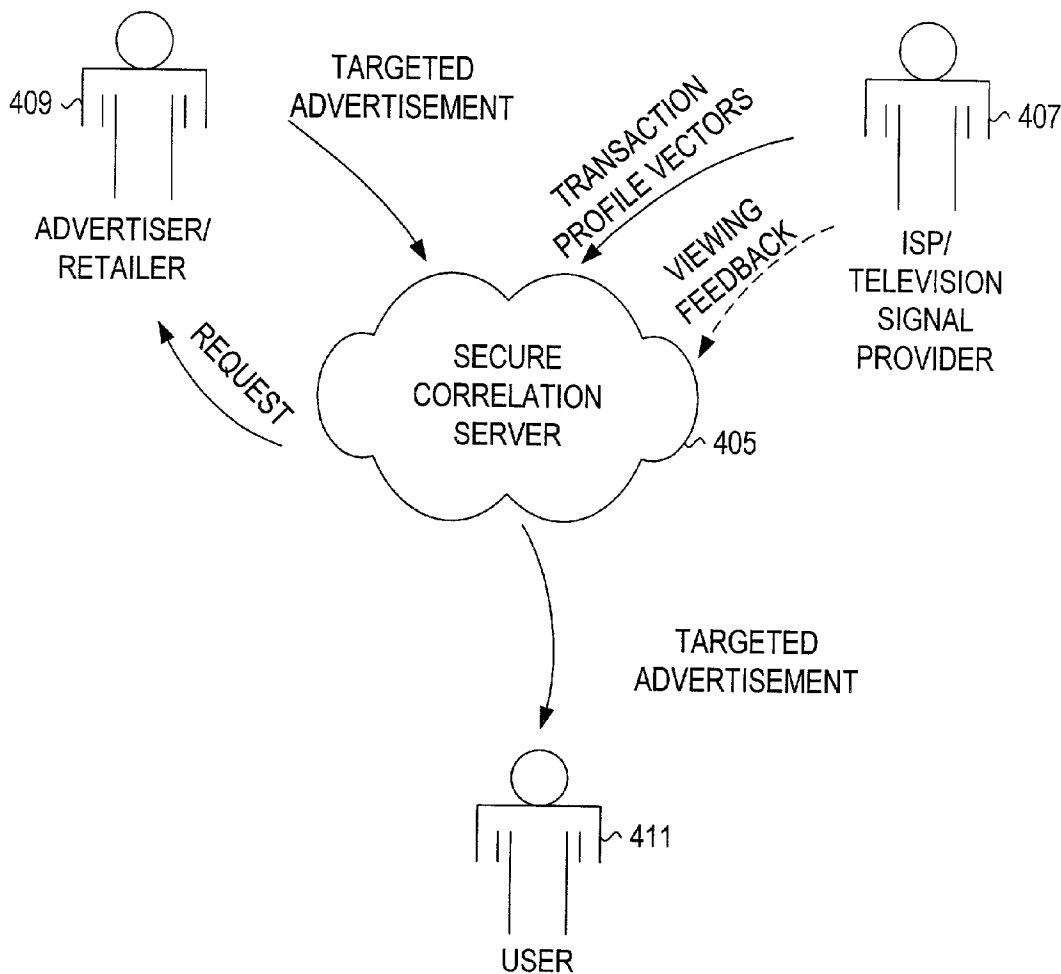 TARGETED
ADVERTISEMENT
409
ADVERTISER/
RETAILER
TRANSACTION
PROFILE VECTORS
407
VIEWING
FEEDBACK
ISP/
TELEVISION
SIGNAL
PROVIDER
REQUEST
SECURE
CORRELATION
SERVER
405
TARGETED
ADVERTISEMENT
411
USER